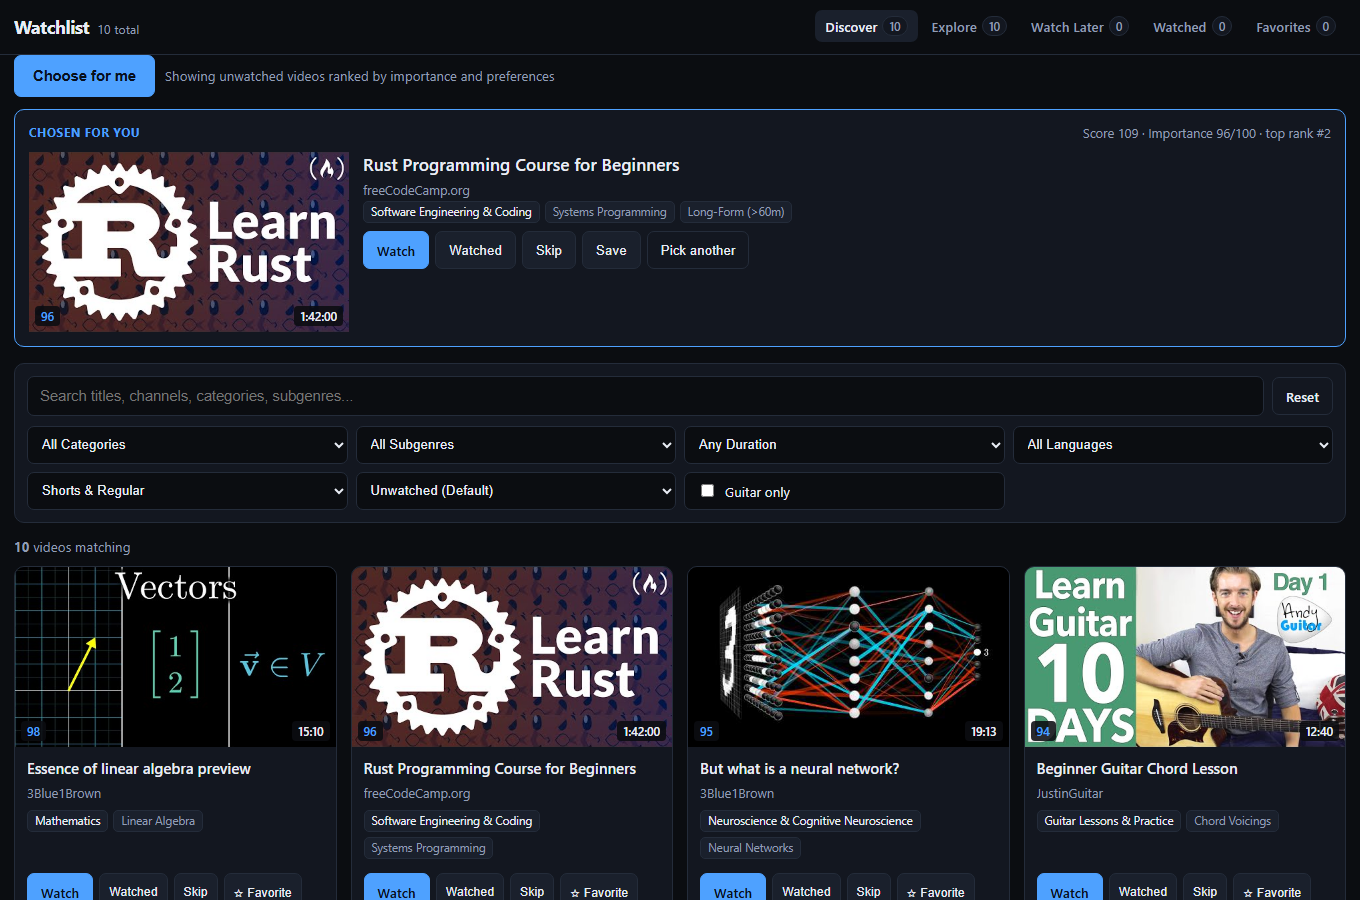 Watchlist 10 total
Discover 10 Explore 10 Watch Later 0 Watched 0 Favorites 0
Choose for me Showing unwatched videos ranked by importance and preferences
CHOSEN FOR YOU Score 109 · Importance 96/100 · top rank #2
Learn
Rust
96 1:42:00
Rust Programming Course for Beginners
freeCodeCamp.org
Software Engineering & Coding Systems Programming Long-Form (>60m)
Watch Watched Skip Save Pick another
Search titles, channels, categories, subgenres... Reset
All Categories All Subgenres Any Duration All Languages
Shorts & Regular Unwatched (Default) Guitar only
10 videos matching
Vectors
[1 2] v⃗ ∈ V
98 15:10
Essence of linear algebra preview
3Blue1Brown
Mathematics Linear Algebra
Watch Watched Skip ☆ Favorite
Learn
Rust
96 1:42:00
Rust Programming Course for Beginners
freeCodeCamp.org
Software Engineering & Coding
Systems Programming
Watch Watched Skip ☆ Favorite
3
95 19:13
But what is a neural network?
3Blue1Brown
Neuroscience & Cognitive Neuroscience
Neural Networks
Watch Watched Skip ☆ Favorite
Learn
Guitar
10
DAYS
Day 1
Andy
Guitar
94 12:40
Beginner Guitar Chord Lesson
JustinGuitar
Guitar Lessons & Practice Chord Voicings
Watch Watched Skip ☆ Favorite